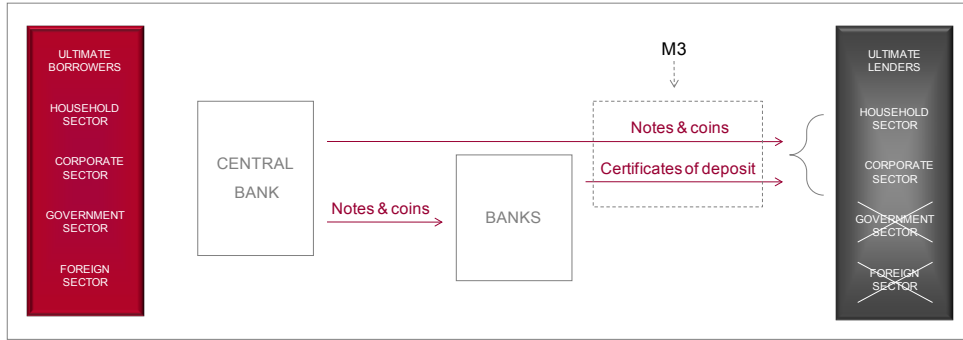 ULTIMATE
BORROWERS
HOUSEHOLD
SECTOR
CORPORATE
SECTOR
GOVERNMENT
SECTOR
FOREIGN
SECTOR
CENTRAL
BANK
Notes & coins
BANKS
M3
Notes & coins
Certificates of deposit
ULTIMATE
LENDERS
HOUSEHOLD
SECTOR
CORPORATE
SECTOR
GOVERNMENT
SECTOR
FOREIGN
SECTOR